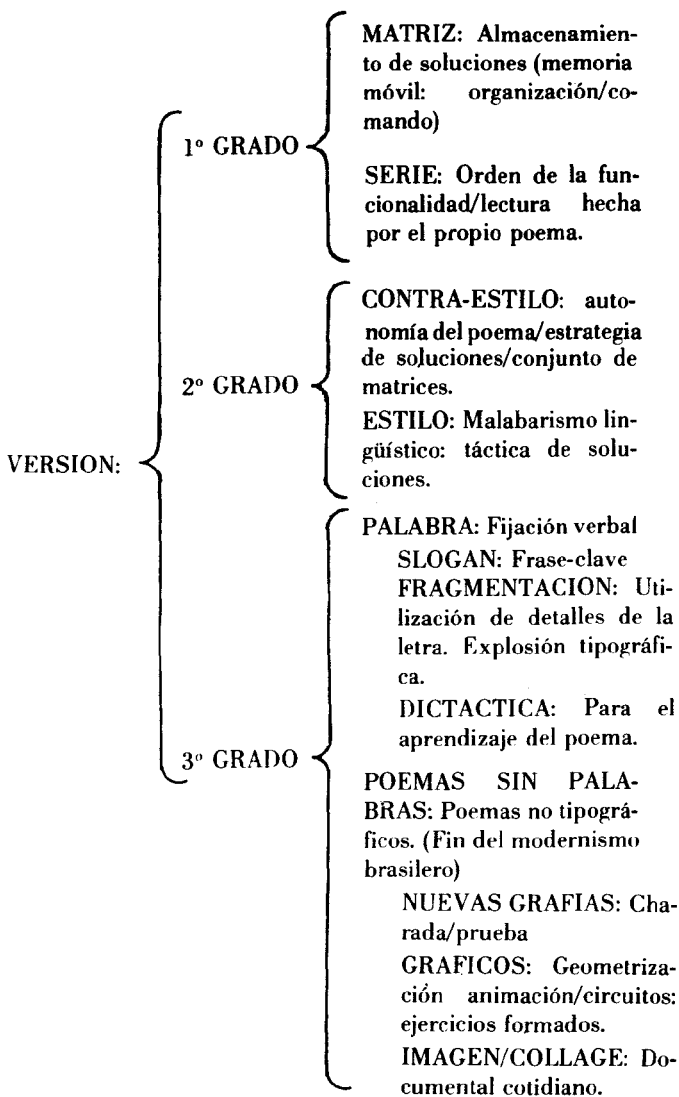 MATRIZ: Almacenamien-
to de soluciones (memoria
móvil: organización/co-
mando)
1º GRADO
SERIE: Orden de la fun-
cionalidad/lectura hecha
por el propio poema.
CONTRA-ESTILO: auto-
nomía del poema/estrategia
de soluciones/conjunto de
matrices.
2º GRADO
ESTILO: Malabarismo lin-
güístico: táctica de solu-
ciones.
VERSION:
PALABRA: Fijación verbal
SLOGAN: Frase-clave
FRAGMENTACION: Uti-
lización de detalles de la
letra. Explosión tipográfi-
ca.
DICTACTICA: Para el
aprendizaje del poema.
3º GRADO
POEMAS SIN PALA-
BRAS: Poemas no tipográ-
ficos. (Fin del modernismo
brasilero)
NUEVAS GRAFIAS: Cha-
rada/prueba
GRAFICOS: Geometriza-
ción animación/circuitos:
ejercicios formados.
IMAGEN/COLLAGE: Do-
cumental cotidiano.